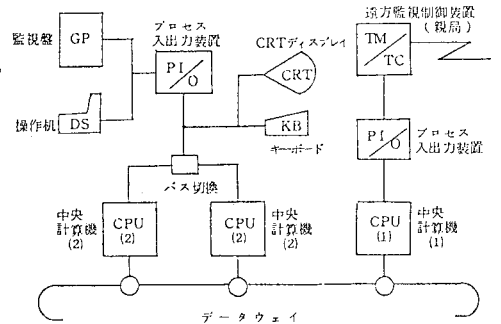 監視盤
GP
プロセス
入出力装置
PI/O
CRTディスプレイ
CRT
遠方監視制御装置
(親局)
TM/TC
操作机
DS
KB
キーボード
PI/O
プロセス
入出力装置
バス切換
中央
計算機
(2)
CPU
(2)
CPU
(2)
中央
計算機
(2)
CPU
(1)
中央
計算機
(1)
データウェイ